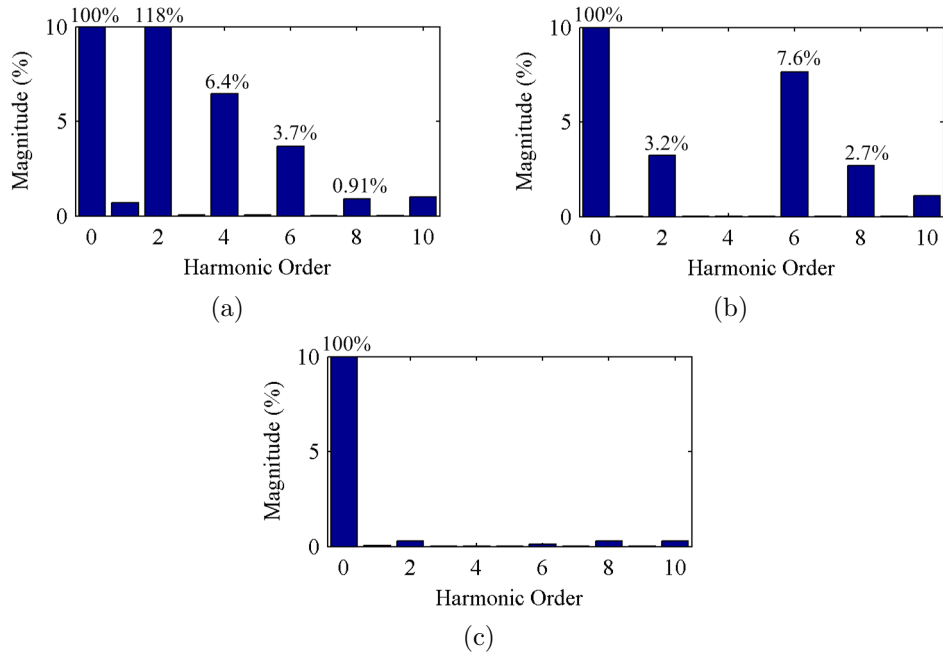 100% 118%
10
6.4%
5
3.7%
0.91%
0
0 2 4 6 8 10
Magnitude (%)
Harmonic Order
(a)
100%
10
7.6%
5
3.2%
2.7%
0
0 2 4 6 8 10
Magnitude (%)
Harmonic Order
(b)
100%
10
5
0
0 2 4 6 8 10
Magnitude (%)
Harmonic Order
(c)